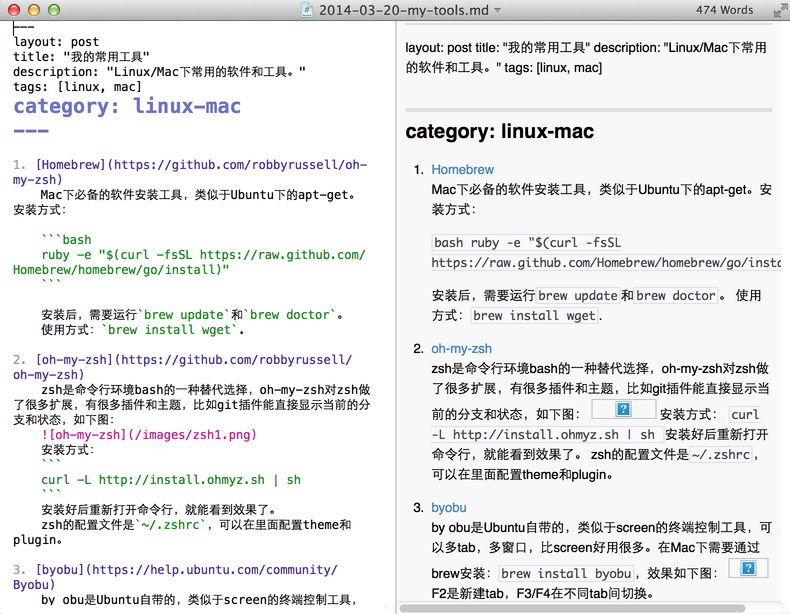 2014-03-20-my-tools.md
474 Words
---
layout: post
title: "我的常用工具"
description: "Linux/Mac下常用的软件和工具。"
tags: [linux, mac]
category: linux-mac
---
1. [Homebrew](https://github.com/robbyrussell/oh-
my-zsh)
Mac下必备的软件安装工具，类似于Ubuntu下的apt-get。
安装方式：
```bash
ruby -e "$(curl -fsSL https://raw.github.com/
Homebrew/homebrew/go/install)"
```
安装后，需要运行`brew update`和`brew doctor`。
使用方式：`brew install wget`.
2. [oh-my-zsh](https://github.com/robbyrussell/
oh-my-zsh)
zsh是命令行环境bash的一种替代选择，oh-my-zsh对zsh做
了很多扩展，有很多插件和主题，比如git插件能直接显示当前的分
支和状态，如下图：
![oh-my-zsh](/images/zsh1.png)
安装方式：
```
curl -L http://install.ohmyz.sh | sh
```
安装好后重新打开命令行，就能看到效果了。
zsh的配置文件是`~/.zshrc`，可以在里面配置theme和
plugin。
3. [byobu](https://help.ubuntu.com/community/
Byobu)
by obu是Ubuntu自带的，类似于screen的终端控制工具，
layout: post title: "我的常用工具" description: "Linux/Mac下常用
的软件和工具。" tags: [linux, mac]
category: linux-mac
1. Homebrew
Mac下必备的软件安装工具，类似于Ubuntu下的apt-get。安
装方式：
bash ruby -e "$(curl -fsSL
https://raw.github.com/Homebrew/homebrew/go/insta
安装后，需要运行brew update和brew doctor。 使用
方式：brew install wget.
2. oh-my-zsh
zsh是命令行环境bash的一种替代选择，oh-my-zsh对zsh做
了很多扩展，有很多插件和主题，比如git插件能直接显示当
前的分支和状态，如下图： ? 安装方式： curl
-L http://install.ohmyz.sh | sh 安装好后重新打开
命令行，就能看到效果了。 zsh的配置文件是~/.zshrc，
可以在里面配置theme和plugin。
3. byobu
by obu是Ubuntu自带的，类似于screen的终端控制工具，可
以多tab，多窗口，比screen好用很多。在Mac下需要通过
brew安装：brew install byobu，效果如下图： ?
F2是新建tab，F3/F4在不同tab间切换。